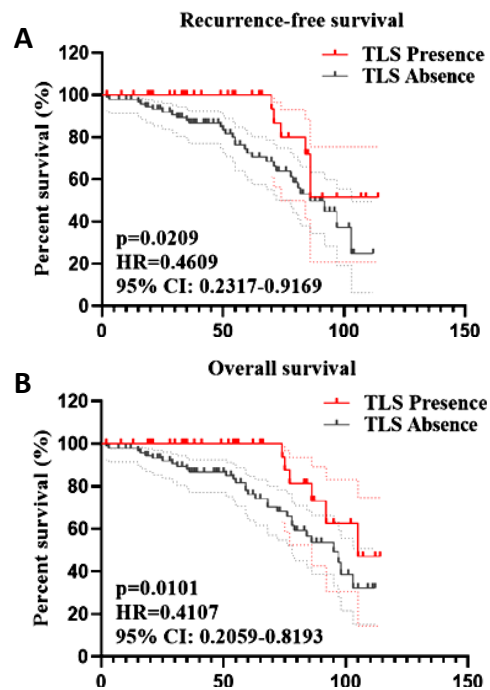 Recurrence-free survival
A
120
100
80
60
40
20
0
Percent survival (%)
TLS Presence
TLS Absence
p=0.0209
HR=0.4609
95% CI: 0.2317-0.9169
0 50 100 150
Overall survival
B
120
100
80
60
40
20
0
Percent survival (%)
TLS Presence
TLS Absence
p=0.0101
HR=0.4107
95% CI: 0.2059-0.8193
0 50 100 150